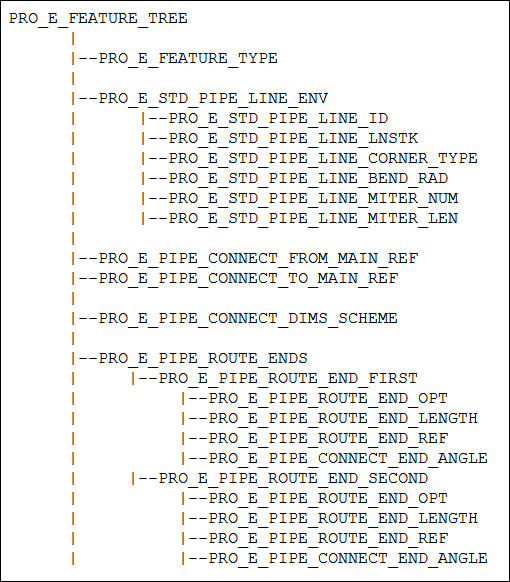 PRO_E_FEATURE_TREE
|
|--PRO_E_FEATURE_TYPE
|
|--PRO_E_STD_PIPE_LINE_ENV
|      |--PRO_E_STD_PIPE_LINE_ID
|      |--PRO_E_STD_PIPE_LINE_LNSTK
|      |--PRO_E_STD_PIPE_LINE_CORNER_TYPE
|      |--PRO_E_STD_PIPE_LINE_BEND_RAD
|      |--PRO_E_STD_PIPE_LINE_MITER_NUM
|      |--PRO_E_STD_PIPE_LINE_MITER_LEN
|
|--PRO_E_PIPE_CONNECT_FROM_MAIN_REF
|--PRO_E_PIPE_CONNECT_TO_MAIN_REF
|
|--PRO_E_PIPE_CONNECT_DIMS_SCHEME
|
|--PRO_E_PIPE_ROUTE_ENDS
|     |--PRO_E_PIPE_ROUTE_END_FIRST
|          |--PRO_E_PIPE_ROUTE_END_OPT
|          |--PRO_E_PIPE_ROUTE_END_LENGTH
|          |--PRO_E_PIPE_ROUTE_END_REF
|          |--PRO_E_PIPE_CONNECT_END_ANGLE
|     |--PRO_E_PIPE_ROUTE_END_SECOND
|          |--PRO_E_PIPE_ROUTE_END_OPT
|          |--PRO_E_PIPE_ROUTE_END_LENGTH
|          |--PRO_E_PIPE_ROUTE_END_REF
|          |--PRO_E_PIPE_CONNECT_END_ANGLE